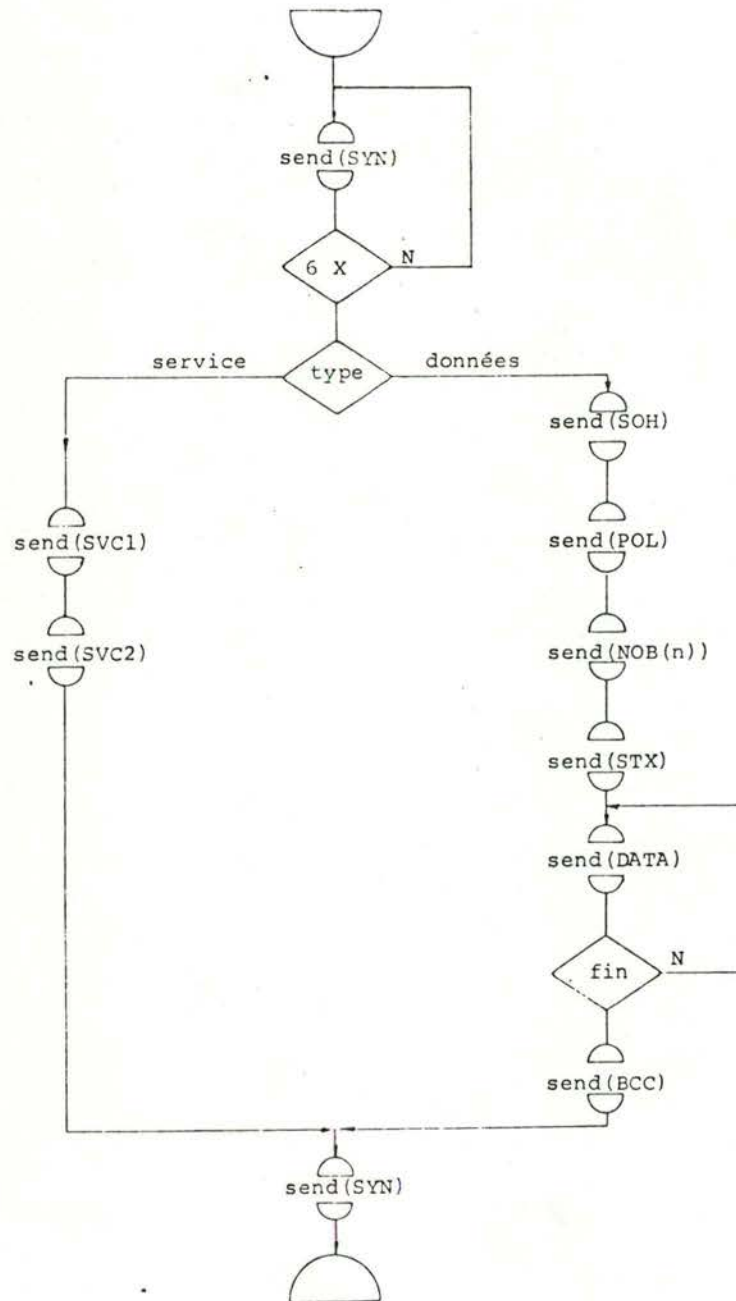 send(SYN)
6 X
N
service
type
données
send(SOH)
send(SVC1)
send(POL)
send(SVC2)
send(NOB(n))
send(STX)
send(DATA)
fin
N
send(BCC)
send(SYN)